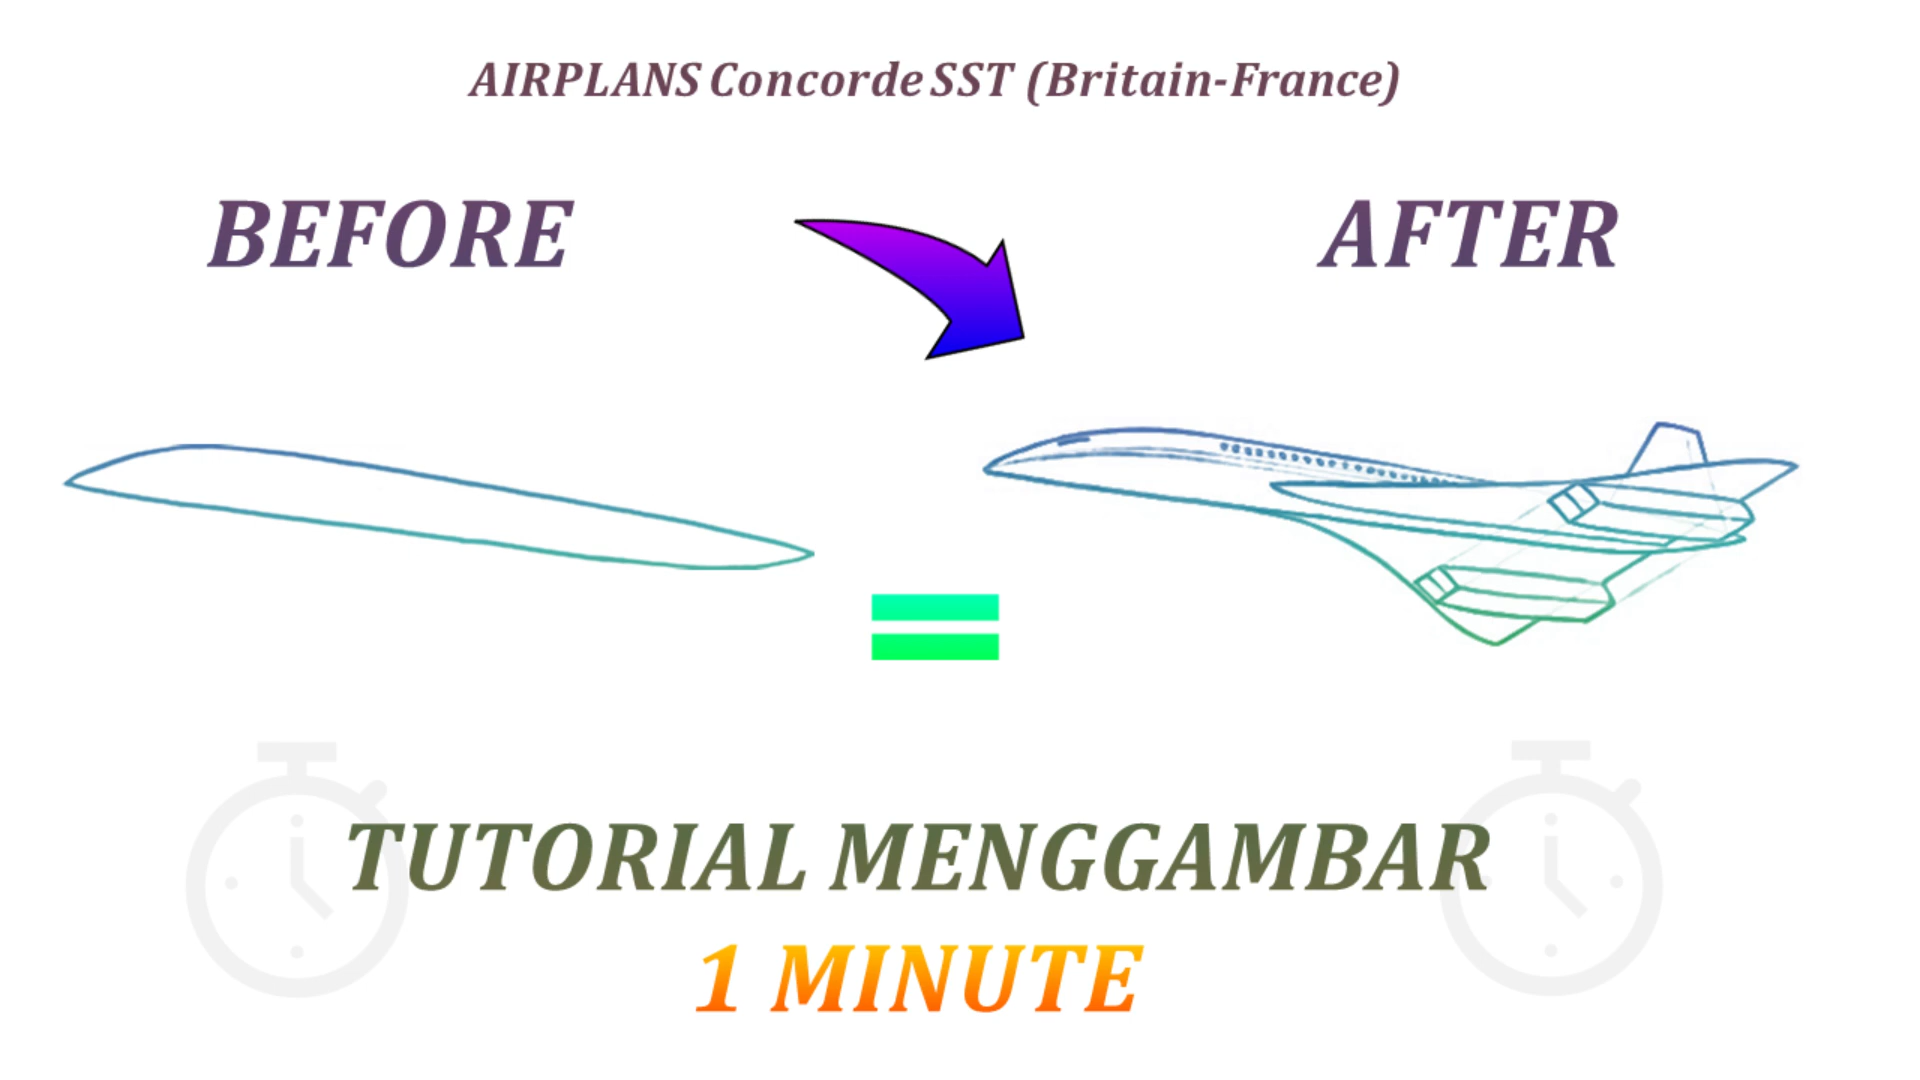 AIRPLANS Concorde SST (Britain-France)
BEFORE
AFTER
TUTORIAL MENGGAMBAR
1 MINUTE